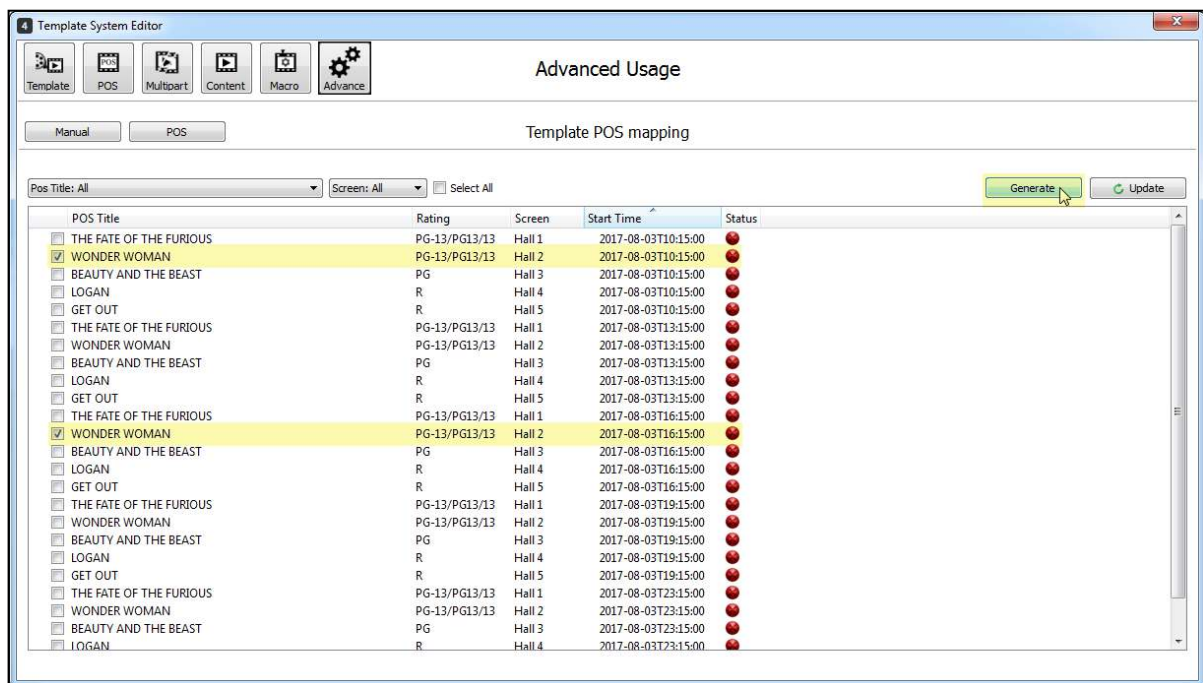 4 Template System Editor x
Template POS Multipart Content Macro Advance Advanced Usage
POS
Manual POS Template POS mapping
Pos Title: All Screen: All Select All Generate Update
POS Title Rating Screen Start Time Status
THE FATE OF THE FURIOUS PG-13/PG13/13 Hall 1 2017-08-03T10:15:00
WONDER WOMAN PG-13/PG13/13 Hall 2 2017-08-03T10:15:00
BEAUTY AND THE BEAST PG Hall 3 2017-08-03T10:15:00
LOGAN R Hall 4 2017-08-03T10:15:00
GET OUT R Hall 5 2017-08-03T10:15:00
THE FATE OF THE FURIOUS PG-13/PG13/13 Hall 1 2017-08-03T13:15:00
WONDER WOMAN PG-13/PG13/13 Hall 2 2017-08-03T13:15:00
BEAUTY AND THE BEAST PG Hall 3 2017-08-03T13:15:00
LOGAN R Hall 4 2017-08-03T13:15:00
GET OUT R Hall 5 2017-08-03T13:15:00
THE FATE OF THE FURIOUS PG-13/PG13/13 Hall 1 2017-08-03T16:15:00
WONDER WOMAN PG-13/PG13/13 Hall 2 2017-08-03T16:15:00
BEAUTY AND THE BEAST PG Hall 3 2017-08-03T16:15:00
LOGAN R Hall 4 2017-08-03T16:15:00
GET OUT R Hall 5 2017-08-03T16:15:00
THE FATE OF THE FURIOUS PG-13/PG13/13 Hall 1 2017-08-03T19:15:00
WONDER WOMAN PG-13/PG13/13 Hall 2 2017-08-03T19:15:00
BEAUTY AND THE BEAST PG Hall 3 2017-08-03T19:15:00
LOGAN R Hall 4 2017-08-03T19:15:00
GET OUT R Hall 5 2017-08-03T19:15:00
THE FATE OF THE FURIOUS PG-13/PG13/13 Hall 1 2017-08-03T23:15:00
WONDER WOMAN PG-13/PG13/13 Hall 2 2017-08-03T23:15:00
BEAUTY AND THE BEAST PG Hall 3 2017-08-03T23:15:00
LOGAN R Hall 4 2017-08-03T23:15:00